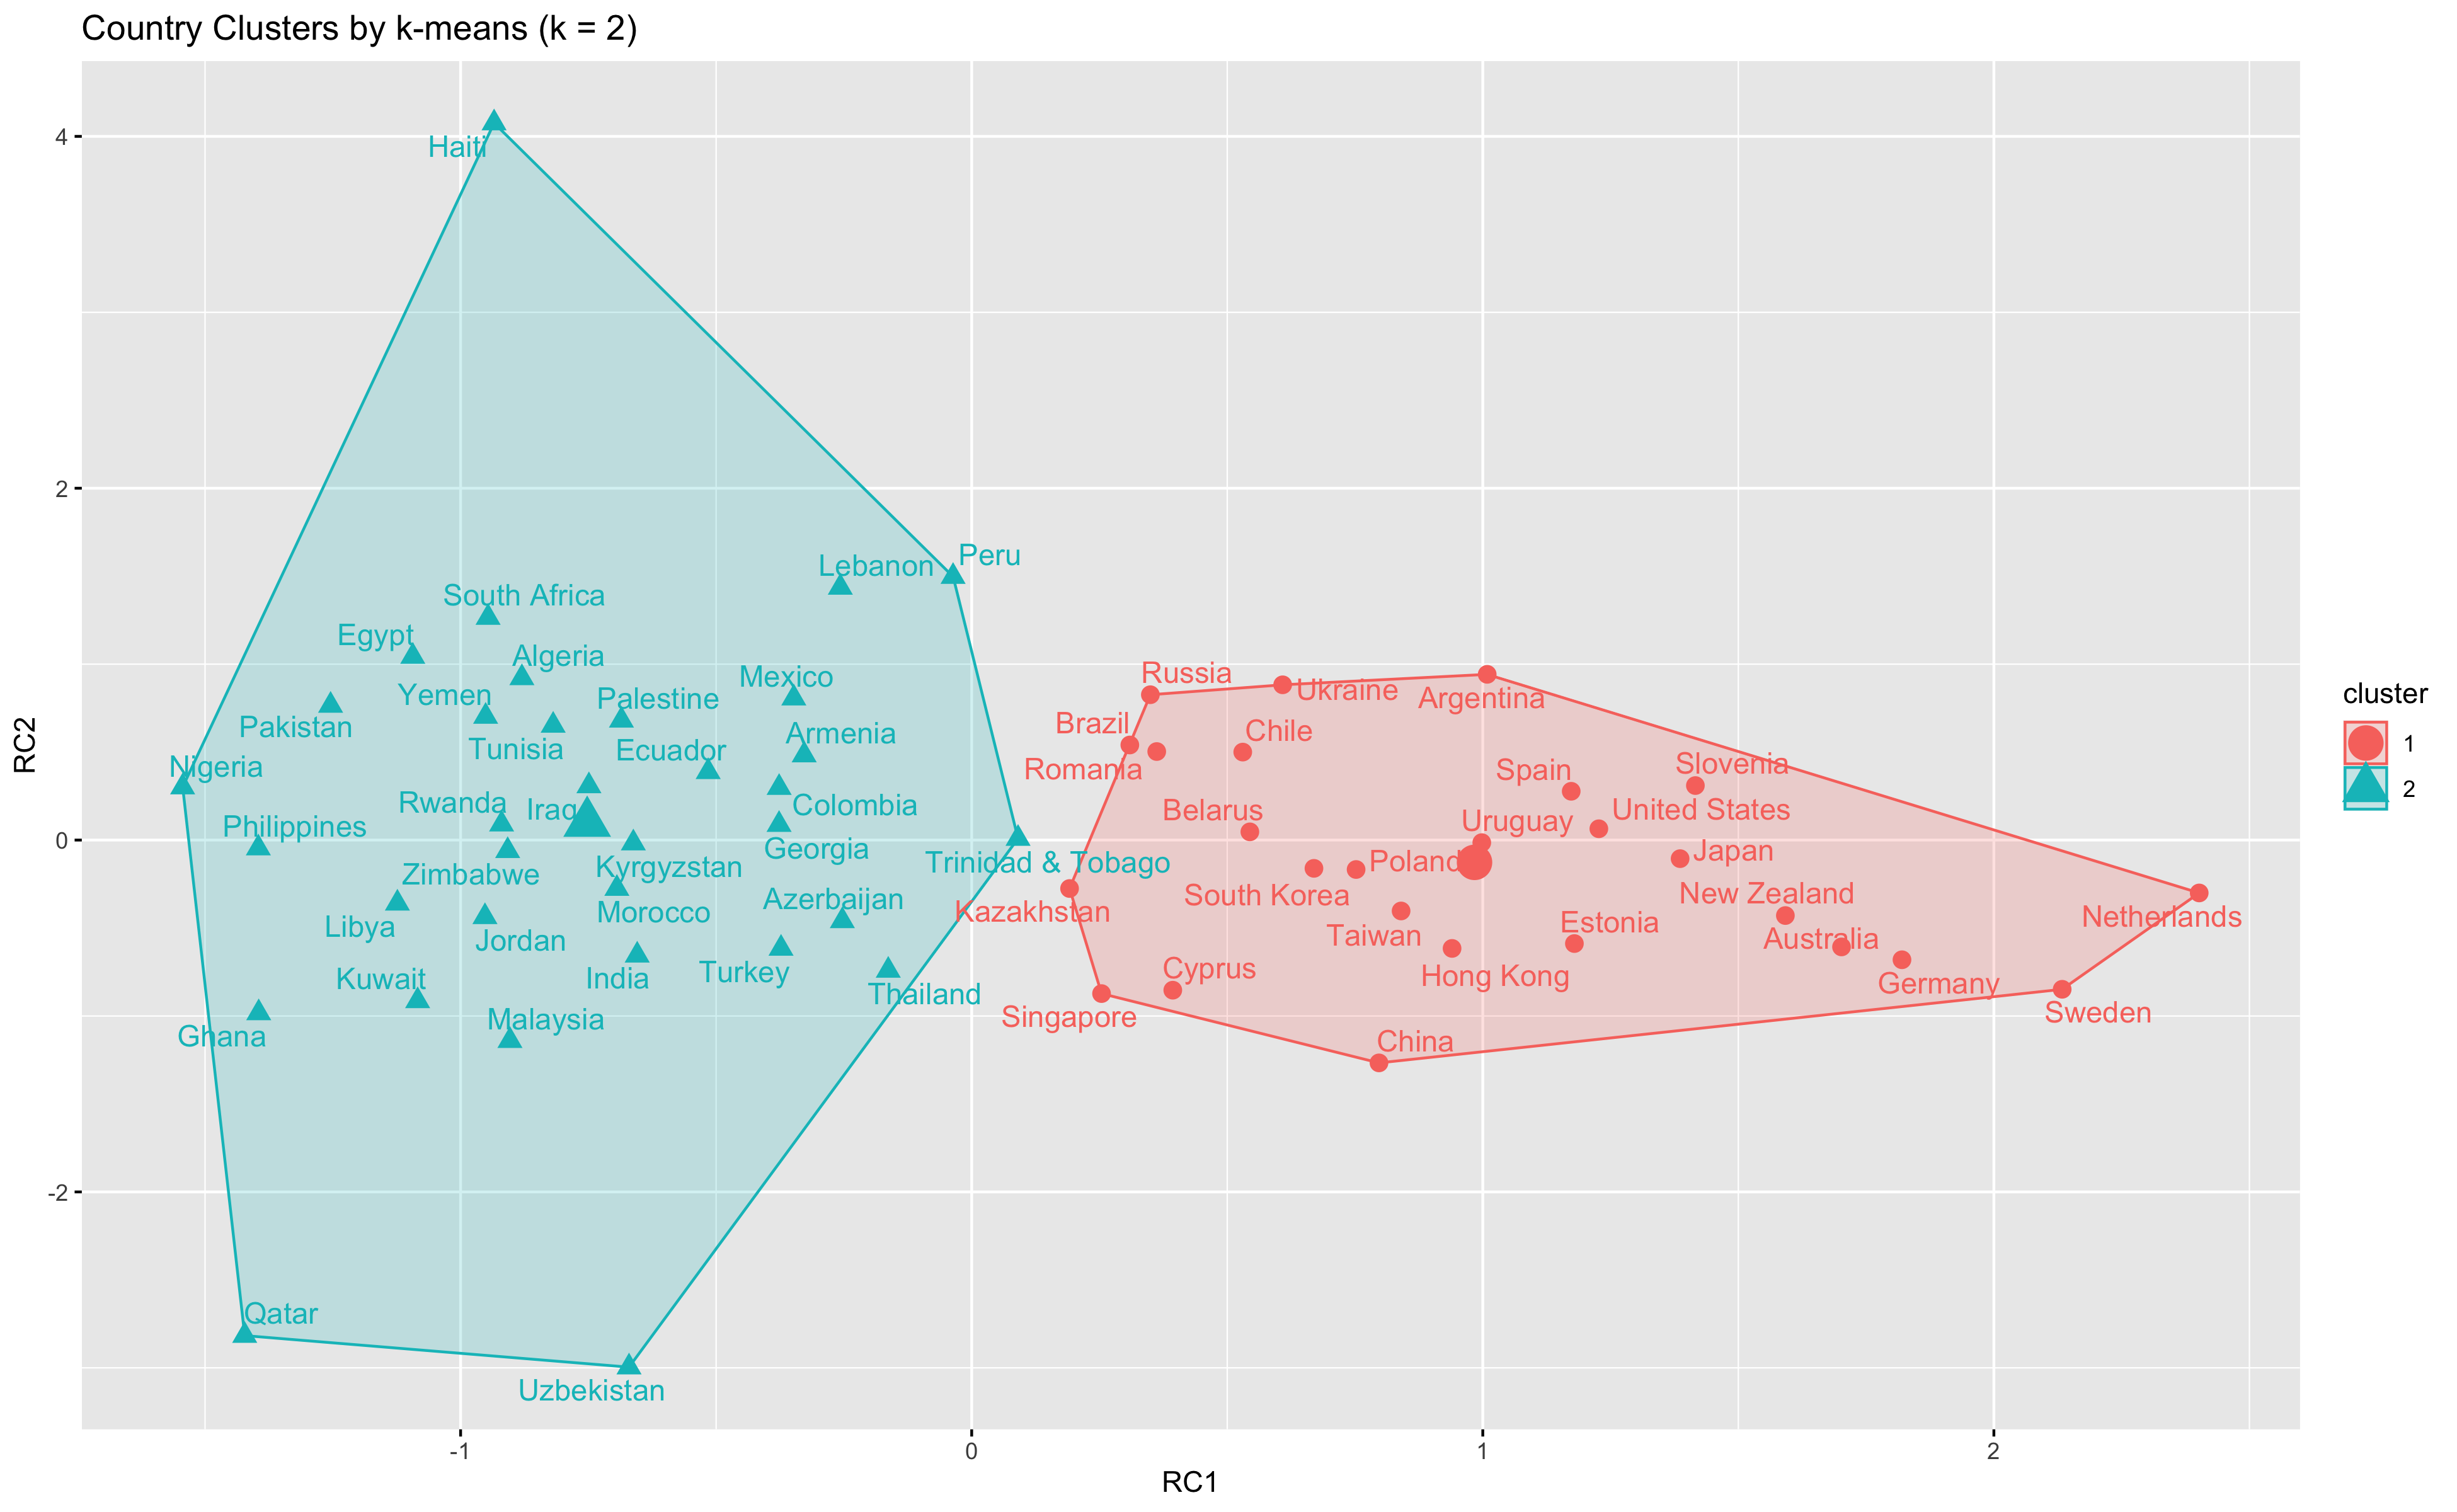 Country Clusters by k-means (k = 2)
4
2
0
-2
RC2
Haiti
Lebanon
Peru
South Africa
Egypt
Algeria
Yemen
Palestine
Mexico
Pakistan
Tunisia
Ecuador
Armenia
Nigeria
Rwanda
Iraq
Colombia
Philippines
Georgia
Trinidad & Tobago
Zimbabwe
Kyrgyzstan
Azerbaijan
Morocco
Libya
Jordan
Kuwait
India
Turkey
Thailand
Malaysia
Ghana
Qatar
Uzbekistan
Russia
Ukraine
Argentina
Brazil
Chile
Romania
Spain
Slovenia
Belarus
Uruguay
United States
Poland
Japan
South Korea
New Zealand
Kazakhstan
Netherlands
Taiwan
Estonia
Australia
Cyprus
Hong Kong
Germany
Singapore
Sweden
China
-1
0
1
2
RC1
cluster
1
2